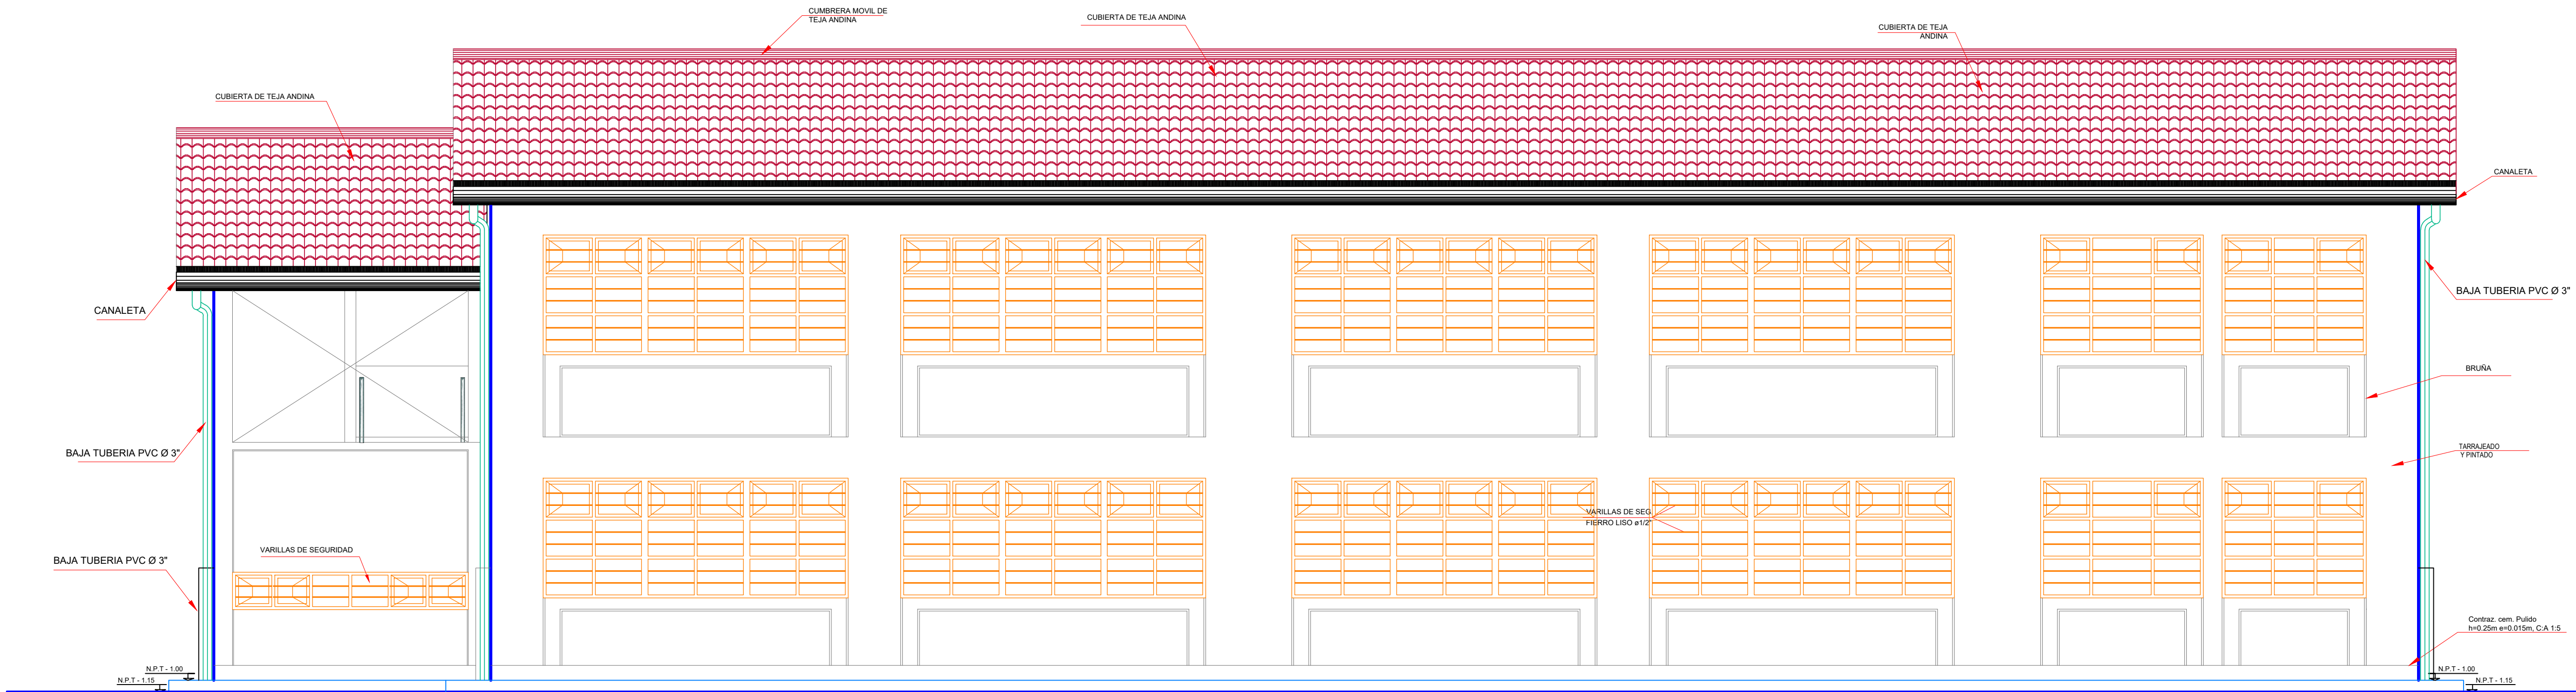 CUMBRERA MOVIL DE
TEJA ANDINA
CUBIERTA DE TEJA ANDINA
CUBIERTA DE TEJA
ANDINA
CUBIERTA DE TEJA ANDINA
CANALETA
CANALETA
BAJA TUBERIA PVC Ø 3"
BRUÑA
BAJA TUBERIA PVC Ø 3"
TARRAJEADO
Y PINTADO
VARILLAS DE SEG.
FIERRO LISO ø1/2"
VARILLAS DE SEGURIDAD
BAJA TUBERIA PVC Ø 3"
Contraz. cem. Pulido
h=0.25m e=0.015m, C:A 1:5
N.P.T - 1.00
N.P.T - 1.15
N.P.T - 1.00
N.P.T - 1.15